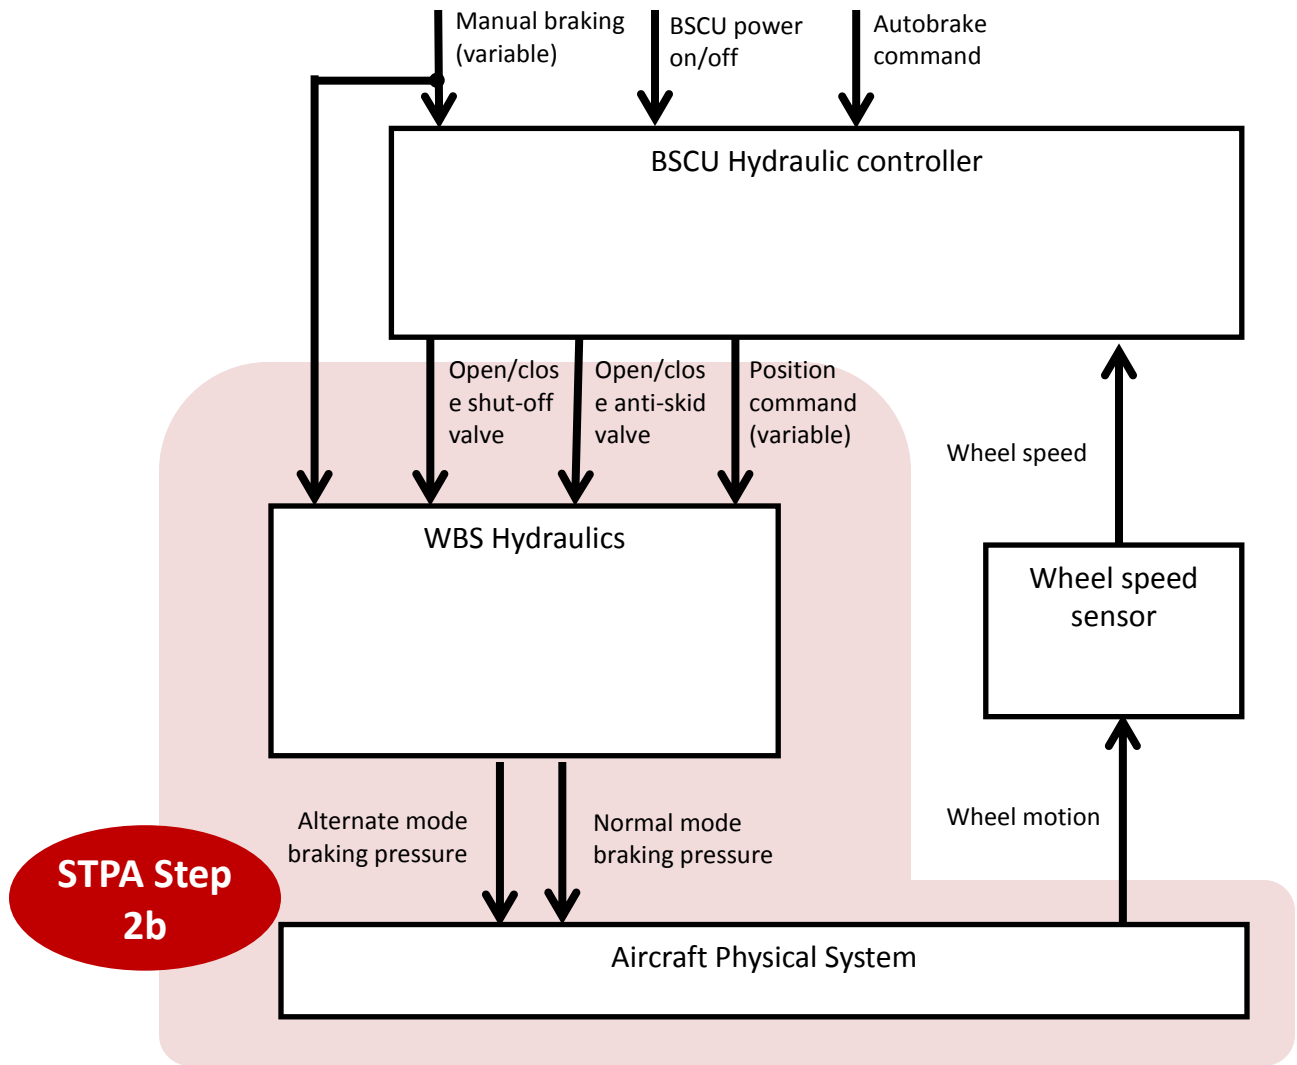 Manual braking
(variable)
BSCU power
on/off
Autobrake
command
BSCU Hydraulic controller
Open/clos
e shut-off
valve
Open/clos
e anti-skid
valve
Position
command
(variable)
Wheel speed
WBS Hydraulics
Wheel speed
sensor
Alternate mode
braking pressure
Normal mode
braking pressure
Wheel motion
STPA Step
2b
Aircraft Physical System